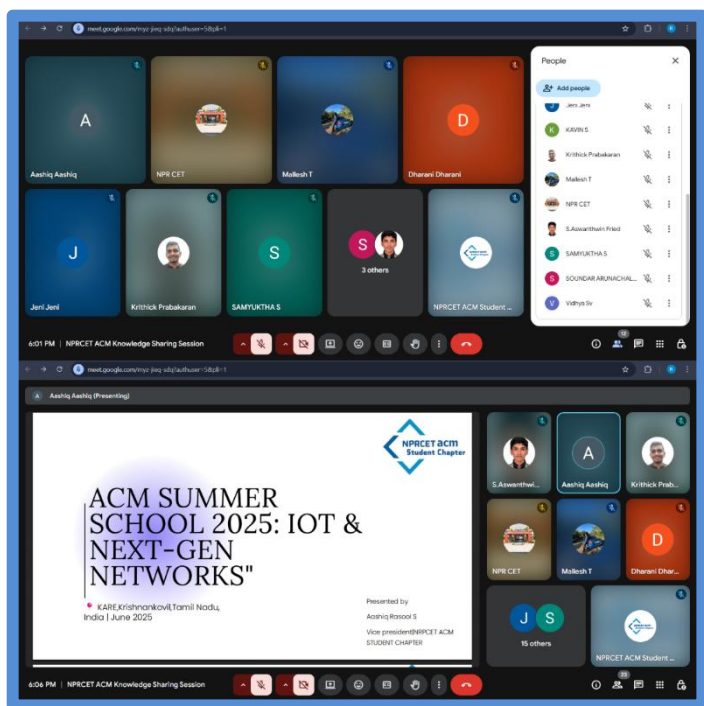 meet.google.com/myz-jieq-sdq?authuser=5&pli=1
People
Add people
A
Aashiq Aashiq
NPR CET
Mallesh T
D
Dharani Dharani
J
Jeni Jeni
Krithick Prabakaran
S
SAMYUKTHA S
S
3 others
NPRCET ACM Student ...
Jeni Jeni
K
KAVIN S
Krithick Prabakaran
Mallesh T
NPR CET
S.Aswanthwin Fried
S
SAMYUKTHA S
S
SOUNDAR ARUNACHAL...
V
Vidhya Sv
6:01 PM | NPRCET ACM Knowledge Sharing Session
meet.google.com/myz-jieq-sdq?authuser=5&pli=1
A Aashiq Aashiq (Presenting)
NPRCET acm
Student Chapter
ACM SUMMER
SCHOOL 2025: IOT &
NEXT-GEN
NETWORKS"
KARE,Krishnankovil,Tamil Nadu,
India | June 2025
Presented by
Aashiq Rasool S
Vice president|NRPCET ACM
STUDENT CHAPTER
S.Aswanthwi...
A
Aashiq Aashiq
Krithick Prab...
NPR CET
Mallesh T
D
Dharani Dhar...
J S
15 others
NPRCET ACM Student ...
6:06 PM | NPRCET ACM Knowledge Sharing Session